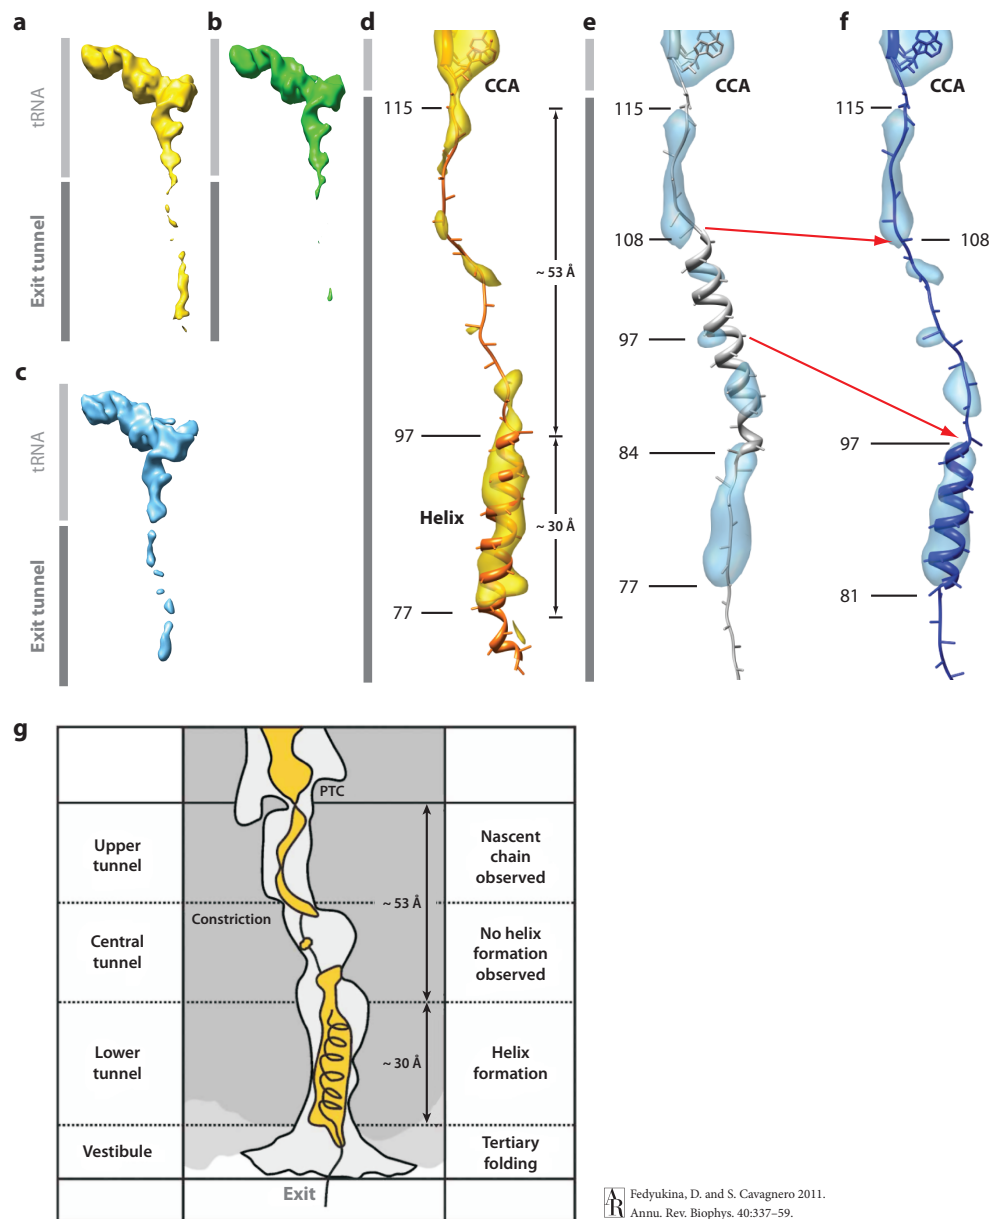 a
b
d
e
f
tRNA
Exit tunnel
CCA
115
~ 53 Å
97
Helix
~ 30 Å
77
CCA
115
108
97
84
77
CCA
115
108
97
81
c
tRNA
Exit tunnel
g
PTC
Upper
tunnel
Nascent
chain
observed
~ 53 Å
Constriction
Central
tunnel
No helix
formation
observed
Lower
tunnel
~ 30 Å
Helix
formation
Vestibule
Tertiary
folding
Exit
AR
Fedyukina, D. and S. Cavagnero 2011.
Annu. Rev. Biophys. 40:337–59.